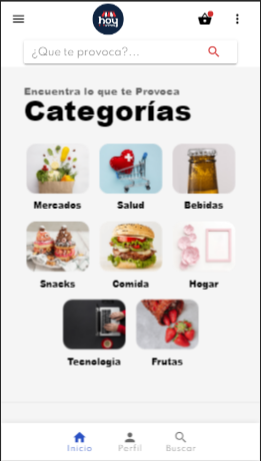 hoy
¿Que te provoca?...
Encuentra lo que te Provoca
Categorías
Mercados Salud Bebidas
Snacks Comida Hogar
Tecnologia Frutas
Inicio Perfil Buscar